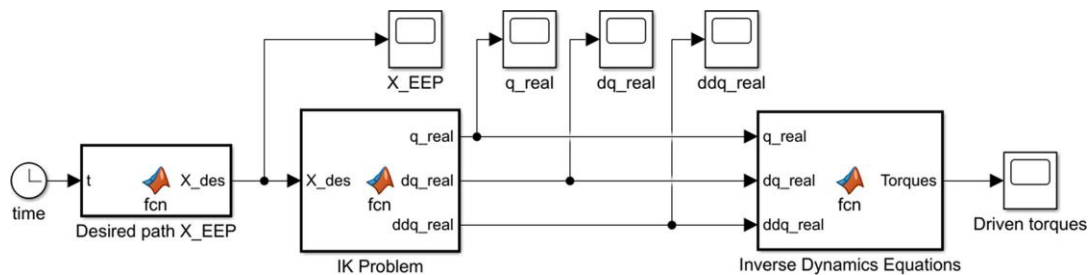 X_EEP
q_real
dq_real
ddq_real
time
t
X_des
fcn
Desired path X_EEP
X_des
q_real
dq_real
ddq_real
fcn
IK Problem
q_real
dq_real
ddq_real
Torques
fcn
Inverse Dynamics Equations
Driven torques